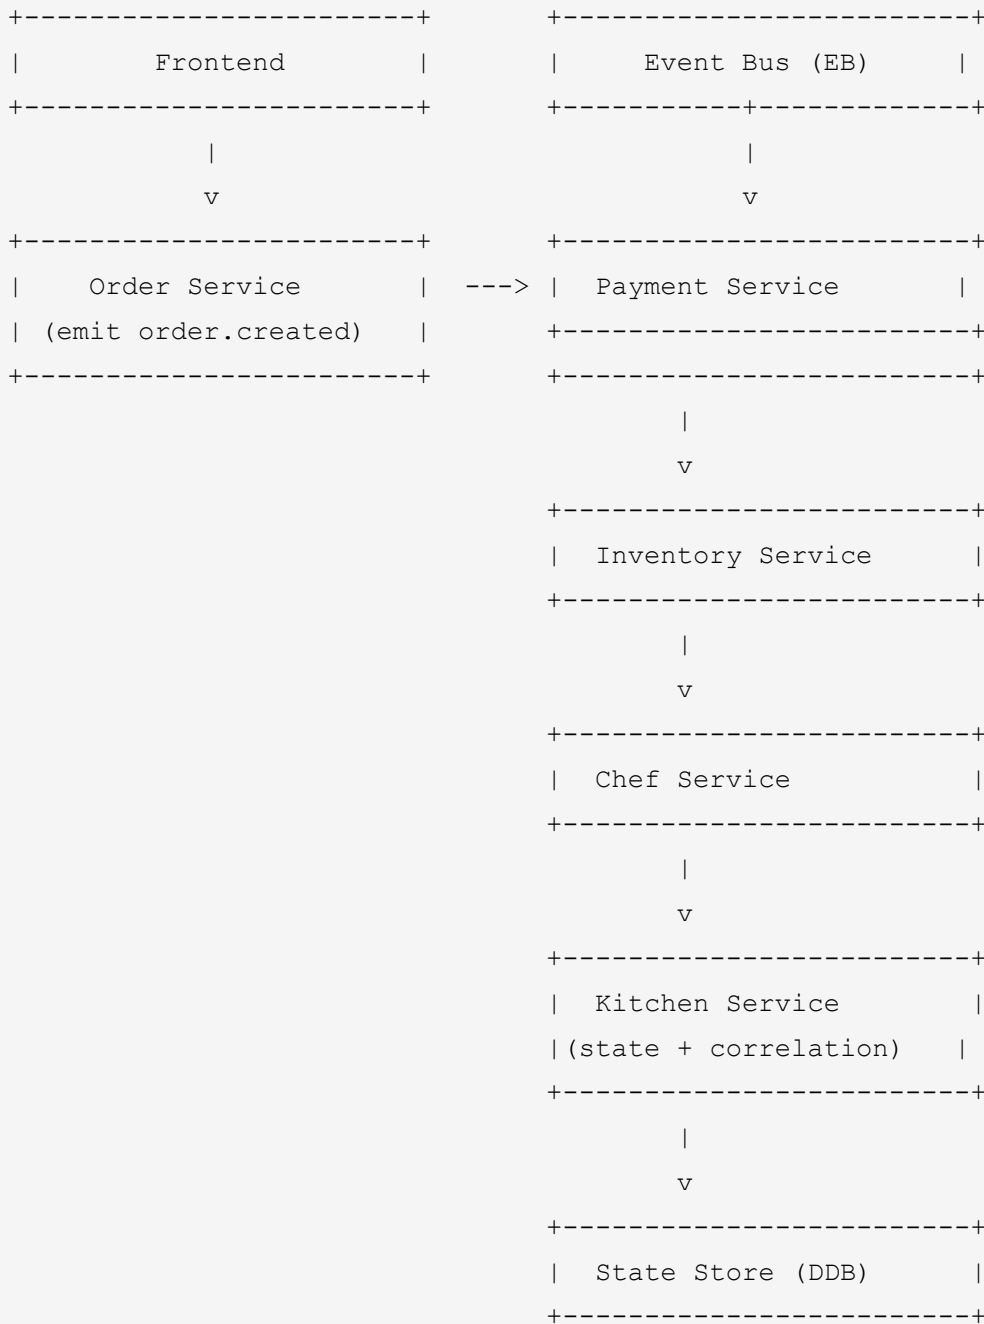 +------------------------+       +-------------------------+
|        Frontend        |       |     Event Bus (EB)     |
+------------------------+       +-----------+-------------+
            |                                |
            v                                v
+------------------------+       +-------------------------+
|    Order Service       |  ---> |  Payment Service       |
| (emit order.created)   |       +-------------------------+
+------------------------+       +-------------------------+
                                         |
                                         v
                                 +-------------------------+
                                 |  Inventory Service      |
                                 +-------------------------+
                                         |
                                         v
                                 +-------------------------+
                                 |  Chef Service           |
                                 +-------------------------+
                                         |
                                         v
                                 +-------------------------+
                                 |  Kitchen Service        |
                                 |(state + correlation)   |
                                 +-------------------------+
                                         |
                                         v
                                 +-------------------------+
                                 |  State Store (DDB)      |
                                 +-------------------------+